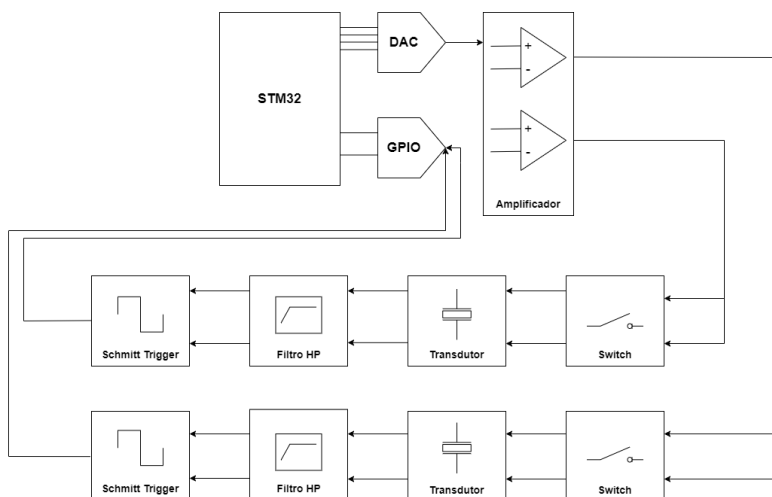 DAC
STM32
GPIO
+
-
+
-
Amplificador
Schmitt Trigger
Filtro HP
Transdutor
Switch
Schmitt Trigger
Filtro HP
Transdutor
Switch